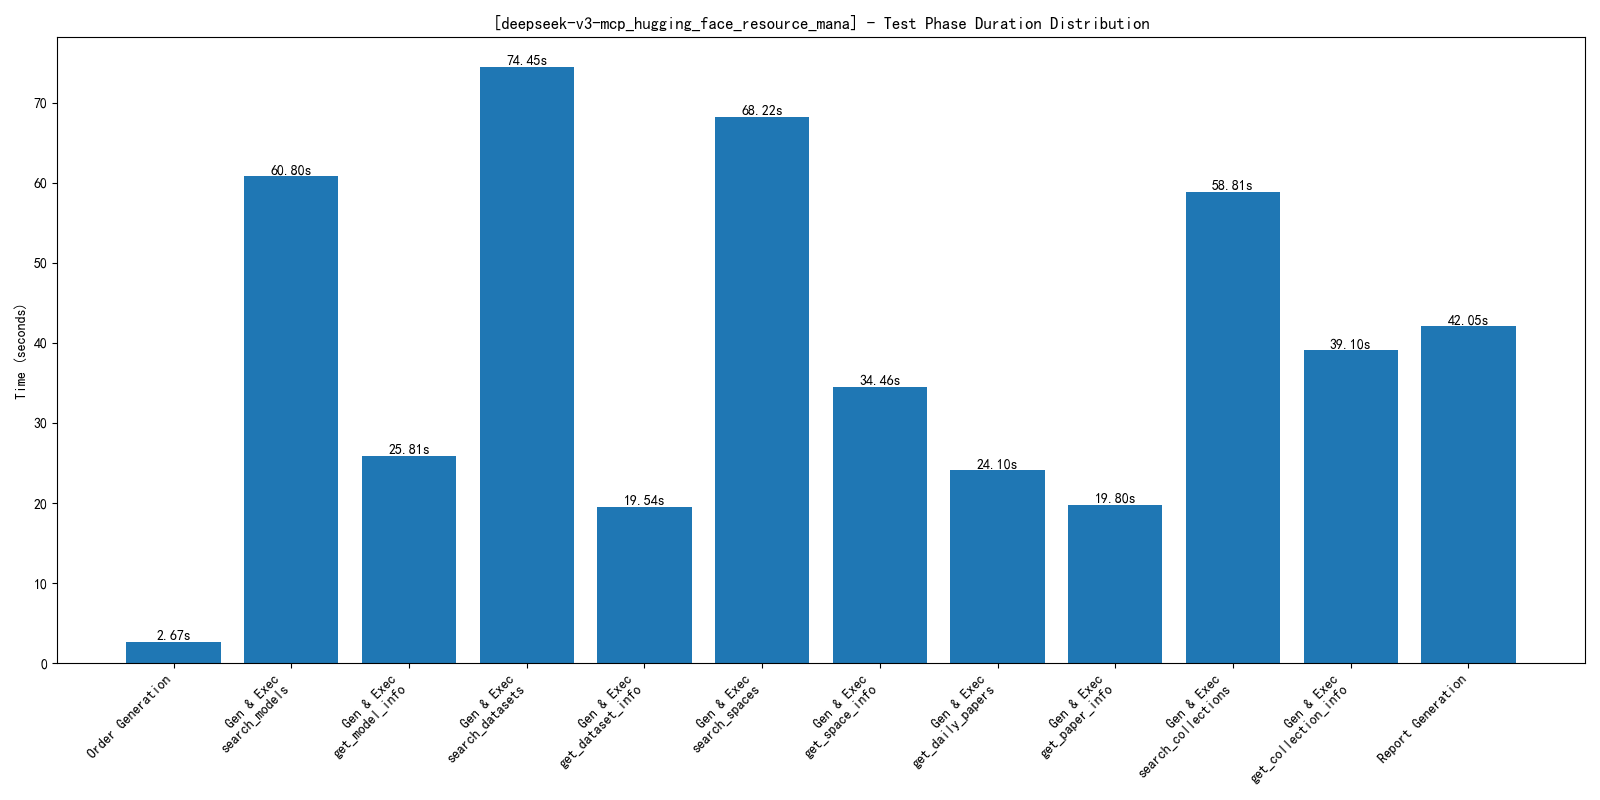 [deepseek-v3-mcp_hugging_face_resource_mana] - Test Phase Duration Distribution
Time (seconds)
70
60
50
40
30
20
10
0
2.67s
60.80s
25.81s
74.45s
19.54s
68.22s
34.46s
24.10s
19.80s
58.81s
39.10s
42.05s
Order Generation
Gen & Exec
search_models
Gen & Exec
get_model_info
Gen & Exec
search_datasets
Gen & Exec
get_dataset_info
Gen & Exec
search_spaces
Gen & Exec
get_space_info
Gen & Exec
get_daily_papers
Gen & Exec
get_paper_info
Gen & Exec
search_collections
Gen & Exec
get_collection_info
Report Generation